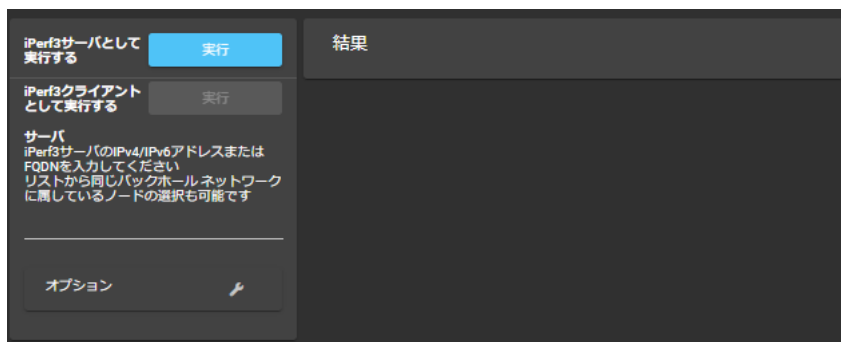 iPerf3サーバとして
実行する
実行
結果
iPerf3クライアント
として実行する
実行
サーバ
iPerf3サーバのIPv4/IPv6アドレスまたは
FQDNを入力してください
リストから同じバックホールネットワーク
に属しているノードの選択も可能です
オプション